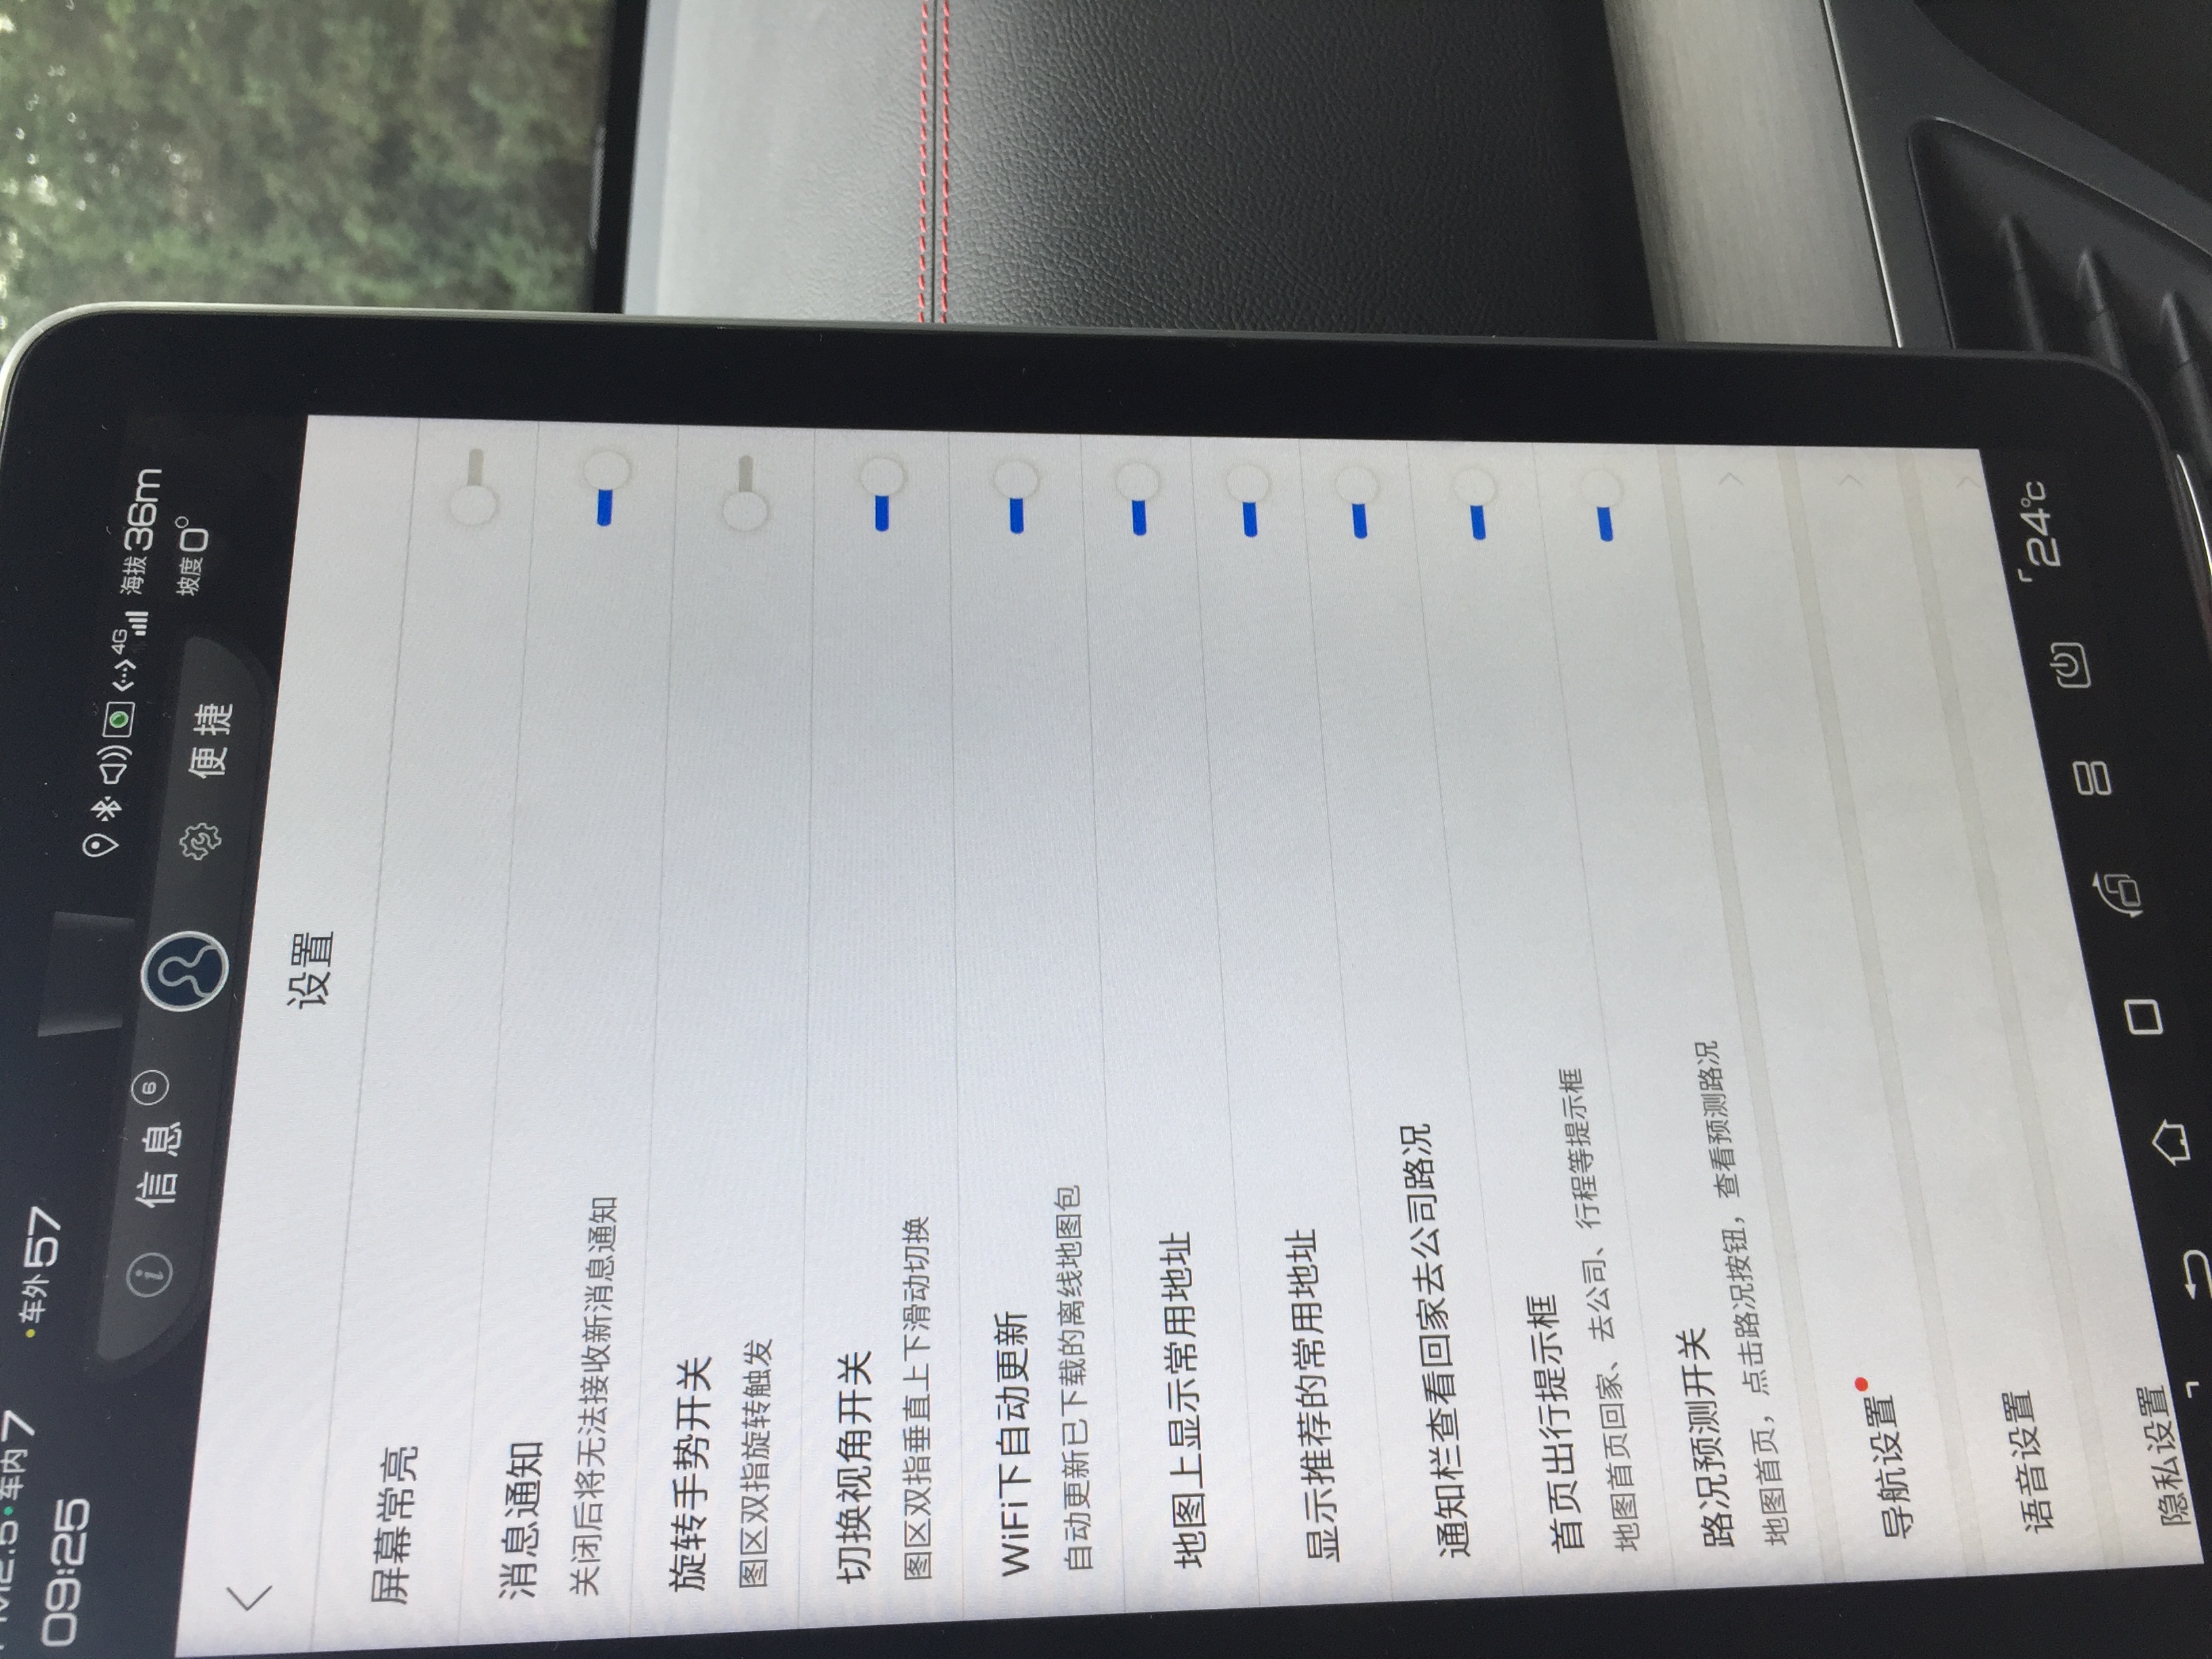 PM2.5 车内 7 车外 57
09:25
信息 6
便捷
4G
海拔 36m
坡度 0°
设置
屏幕常亮
消息通知
关闭后将无法接收新消息通知
旋转手势开关
图区双指旋转触发
切换视角开关
图区双指垂直上下滑动切换
WiFi下自动更新
自动更新已下载的离线地图包
地图上显示常用地址
显示推荐的常用地址
通知栏查看回家去公司路况
首页出行提示框
地图首页回家、去公司、行程等提示框
路况预测开关
地图首页，点击路况按钮，查看预测路况
导航设置
语音设置
隐私设置
24℃